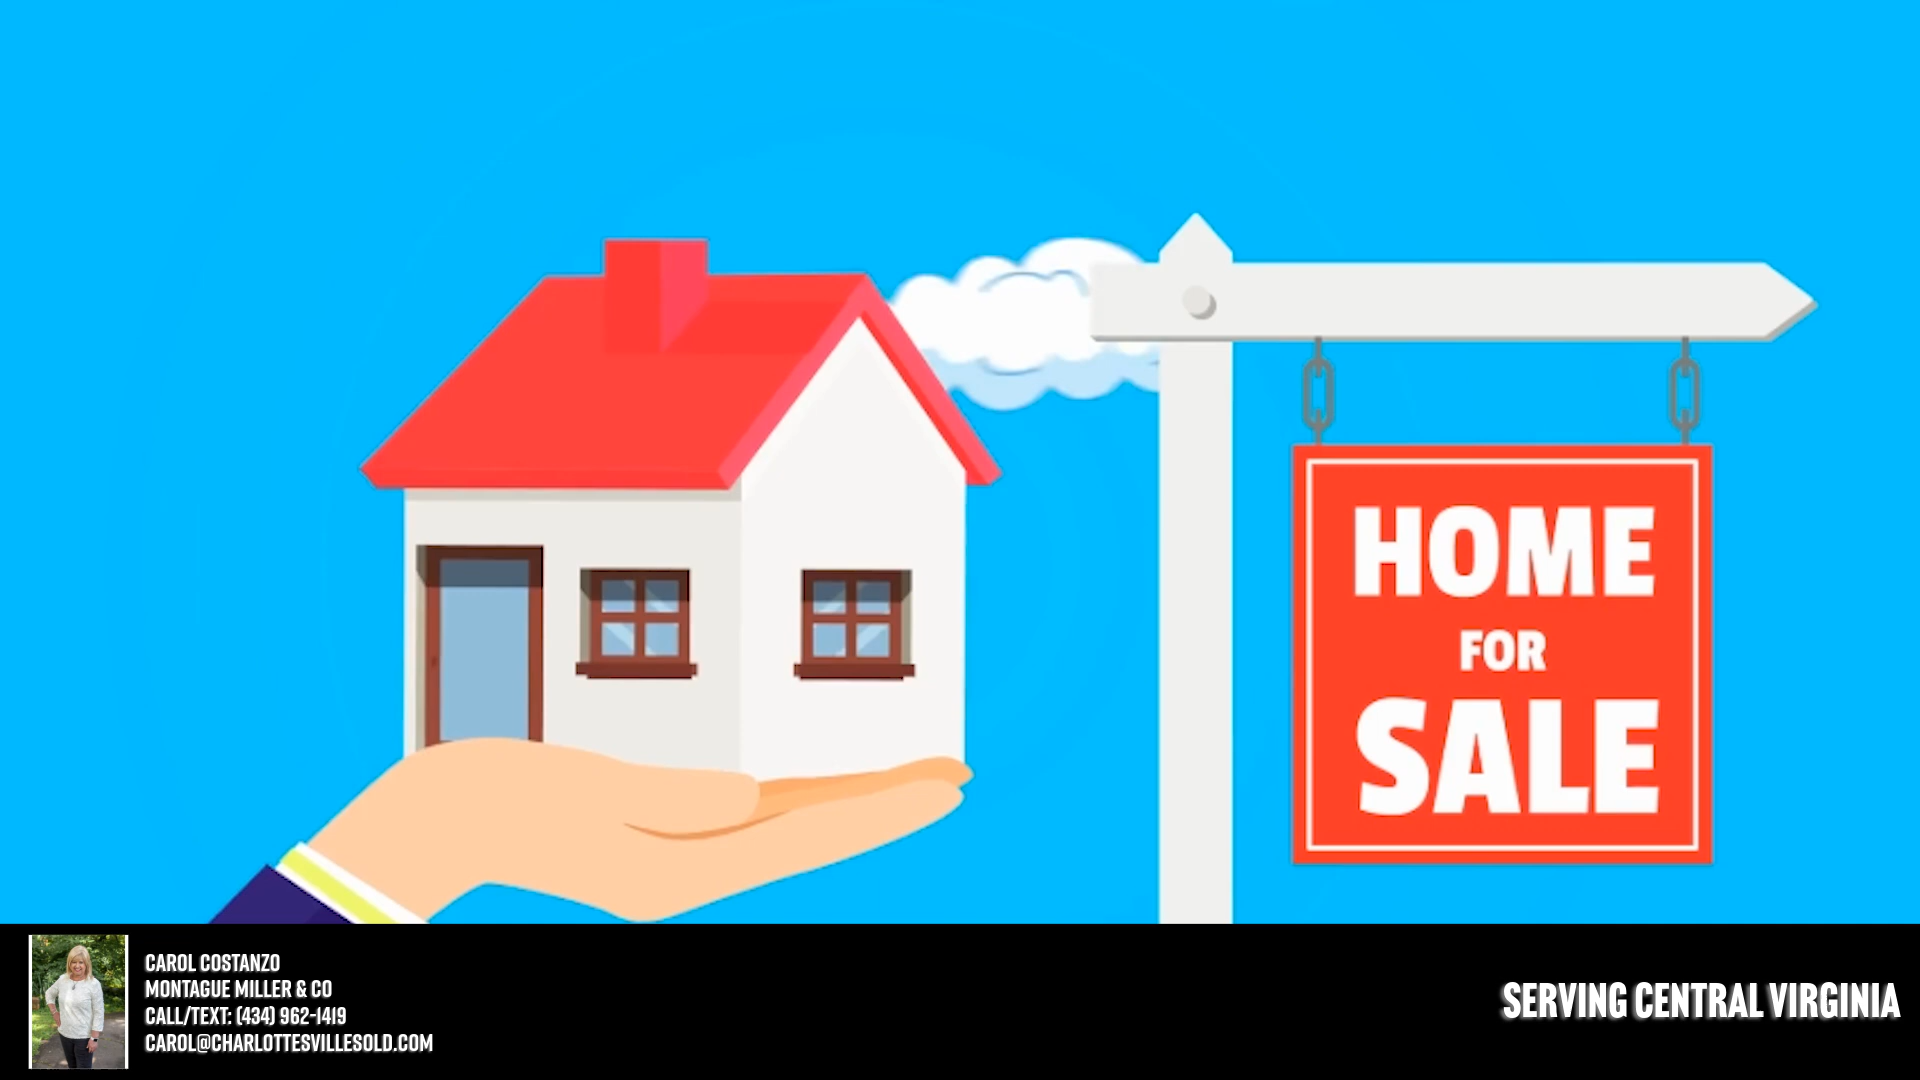 HOME
FOR
SALE
CAROL COSTANZO
MONTAGUE MILLER & CO
CALL/TEXT: (434) 962-1419
CAROL@CHARLOTTESVILLESOLD.COM
SERVING CENTRAL VIRGINIA